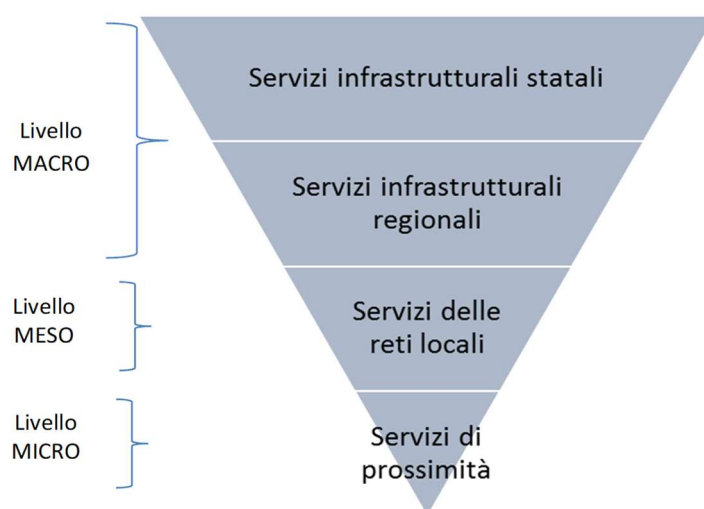 Servizi infrastrutturali statali
Livello
MACRO
Servizi infrastrutturali
regionali
Livello
MESO
Servizi delle
reti locali
Livello
MICRO
Servizi di
prossimità